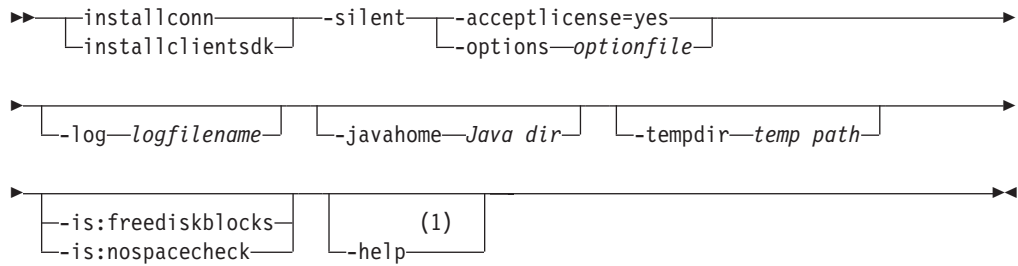 installconn -silent -acceptlicense=yes
installclientsdk -options optionfile
-log logfilename -javahome Java dir -tempdir temp path
-is:freediskblocks (1)
-is:nospacecheck -help